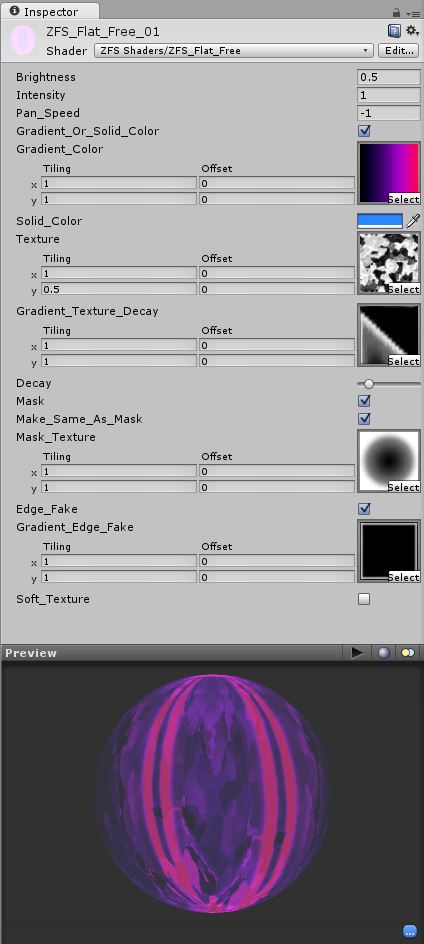 Inspector
ZFS_Flat_Free_01
Shader ZFS Shaders/ZFS_Flat_Free Edit...
Brightness 0.5
Intensity 1
Pan_Speed -1
Gradient_Or_Solid_Color
Gradient_Color
Tiling Offset
x 1 0
y 1 0
Select
Solid_Color
Texture
Tiling Offset
x 1 0
y 0.5 0
Select
Gradient_Texture_Decay
Tiling Offset
x 1 0
y 1 0
Select
Decay
Mask
Make_Same_As_Mask
Mask_Texture
Tiling Offset
x 1 0
y 1 0
Select
Edge_Fake
Gradient_Edge_Fake
Tiling Offset
x 1 0
y 1 0
Select
Soft_Texture
Preview